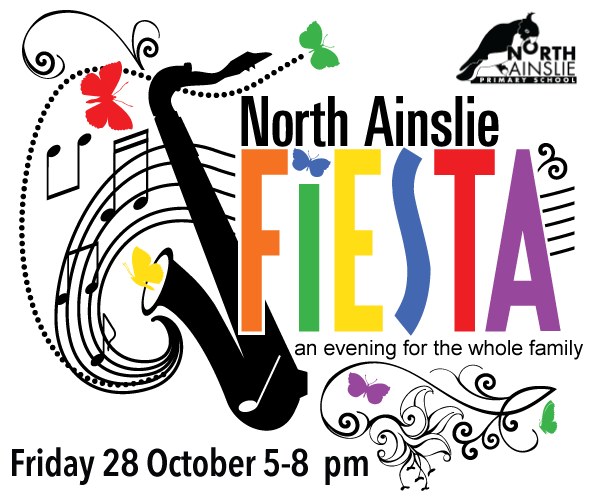 NORTH
AINSLIE
PRIMARY SCHOOL
North Ainslie
FiESTA
an evening for the whole family
Friday 28 October 5-8 pm